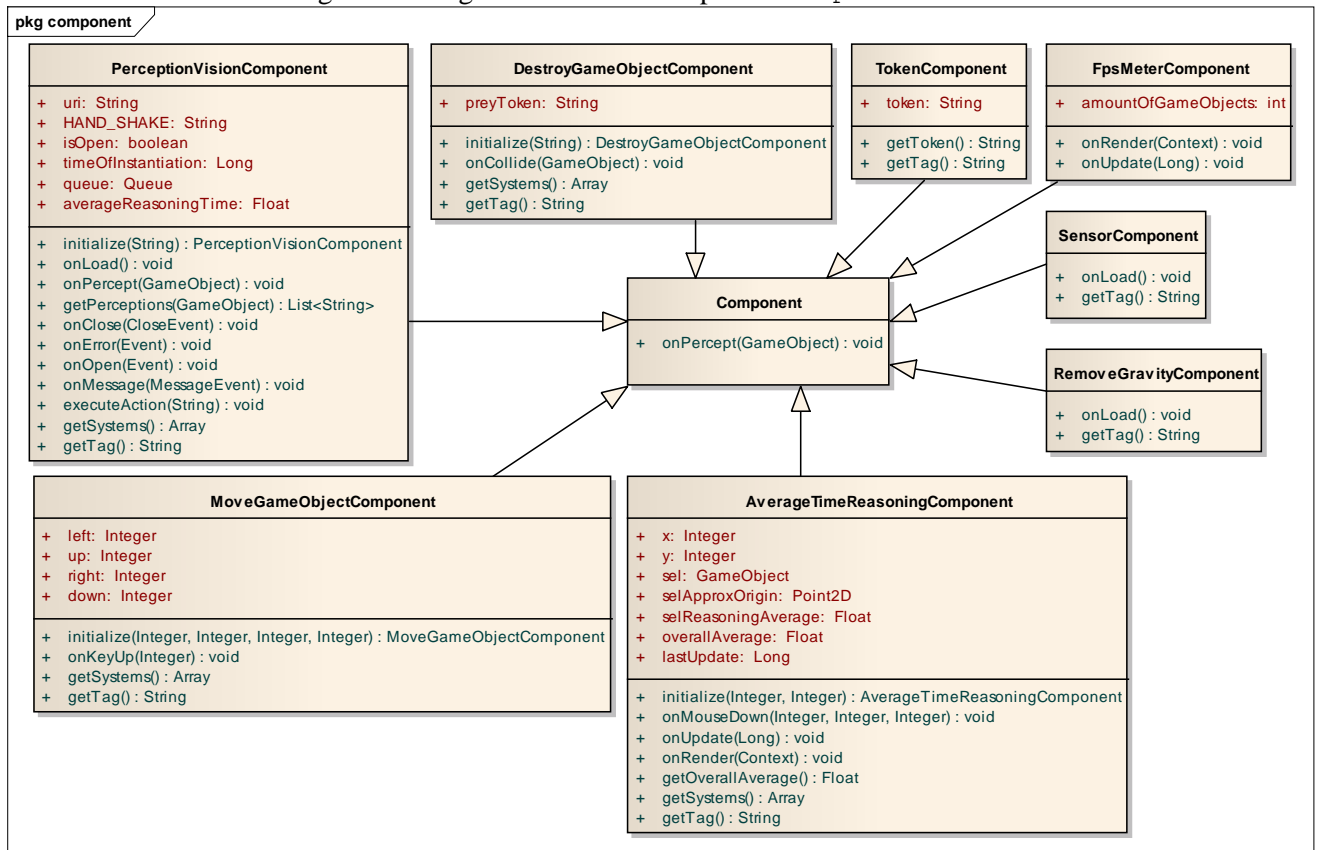 pkg component
PerceptionVisionComponent
+ uri: String
+ HAND_SHAKE: String
+ isOpen: boolean
+ timeOfInstantiation: Long
+ queue: Queue
+ averageReasoningTime: Float
+ initialize(String) : PerceptionVisionComponent
+ onLoad() : void
+ onPercept(GameObject) : void
+ getPerceptions(GameObject) : List<String>
+ onClose(CloseEvent) : void
+ onError(Event) : void
+ onOpen(Event) : void
+ onMessage(MessageEvent) : void
+ executeAction(String) : void
+ getSystems() : Array
+ getTag() : String
DestroyGameObjectComponent
+ preyToken: String
+ initialize(String) : DestroyGameObjectComponent
+ onCollide(GameObject) : void
+ getSystems() : Array
+ getTag() : String
TokenComponent
+ token: String
+ getToken() : String
+ getTag() : String
FpsMeterComponent
+ amountOfGameObjects: int
+ onRender(Context) : void
+ onUpdate(Long) : void
SensorComponent
+ onLoad() : void
+ getTag() : String
Component
+ onPercept(GameObject) : void
RemoveGravityComponent
+ onLoad() : void
+ getTag() : String
MoveGameObjectComponent
+ left: Integer
+ up: Integer
+ right: Integer
+ down: Integer
+ initialize(Integer, Integer, Integer, Integer) : MoveGameObjectComponent
+ onKeyUp(Integer) : void
+ getSystems() : Array
+ getTag() : String
AverageTimeReasoningComponent
+ x: Integer
+ y: Integer
+ sel: GameObject
+ selApproxOrigin: Point2D
+ selReasoningAverage: Float
+ overallAverage: Float
+ lastUpdate: Long
+ initialize(Integer, Integer) : AverageTimeReasoningComponent
+ onMouseDown(Integer, Integer, Integer) : void
+ onUpdate(Long) : void
+ onRender(Context) : void
+ getOverallAverage() : Float
+ getSystems() : Array
+ getTag() : String